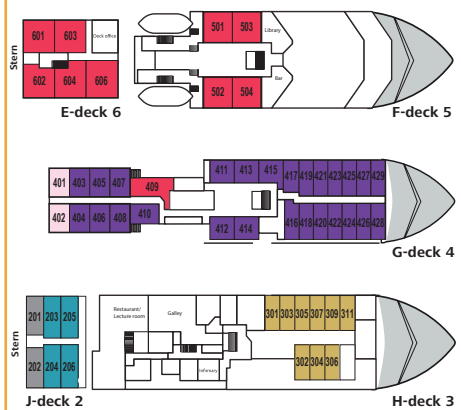 601 603 Deck office
Stern
602 604 606
E-deck 6
501 503 Library
Bar
502 504
F-deck 5
401 403 405 407 409 411 413 415 417 419 421 423 425 427 429
402 404 406 408 410 412 414 416 418 420 422 424 426 428
G-deck 4
Stern
201 203 205
202 204 206
J-deck 2
Restaurant/
Lecture room
Galley
Infirmary
301 303 305 307 309 311
302 304 306
H-deck 3